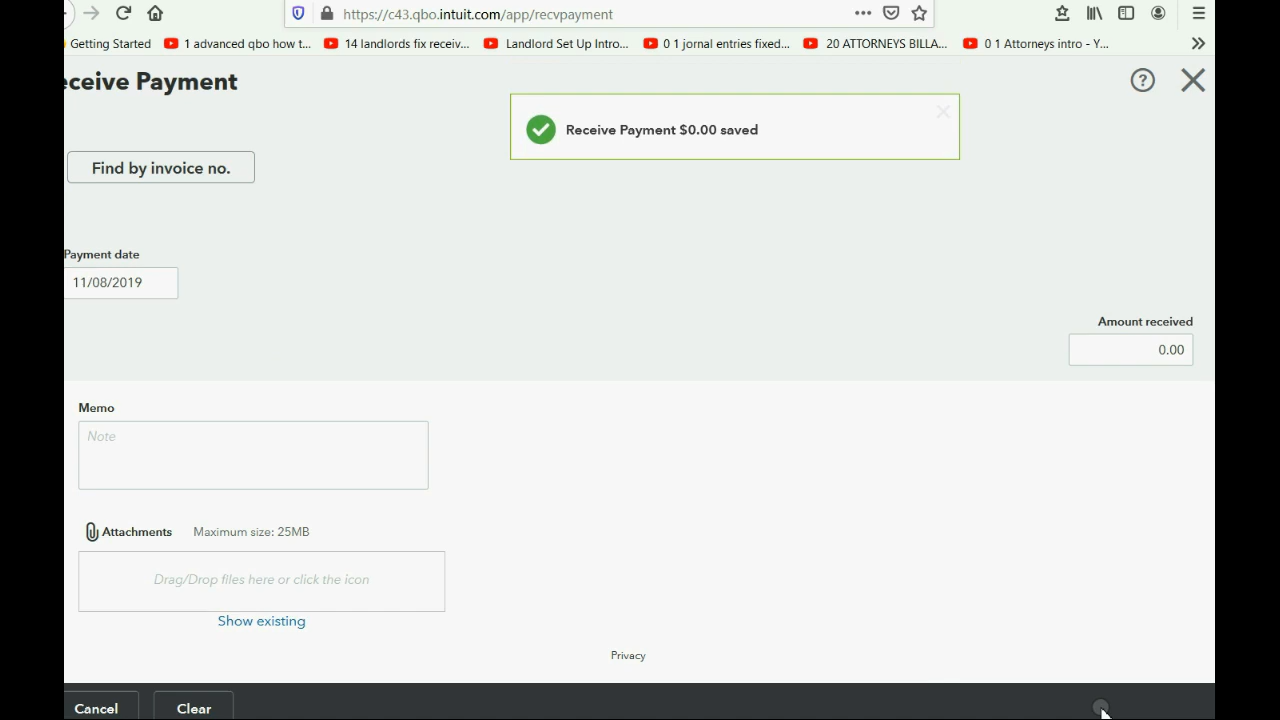 https://c43.qbo.intuit.com/app/recvpayment
Getting Started 1 advanced qbo how t... 14 landlords fix receiv... Landlord Set Up Intro... 0 1 jornal entries fixed... 20 ATTORNEYS BILLA... 0 1 Attorneys intro - Y...
eceive Payment
Receive Payment $0.00 saved
Find by invoice no.
Payment date
11/08/2019
Amount received
0.00
Memo
Note
Attachments Maximum size: 25MB
Drag/Drop files here or click the icon
Show existing
Privacy
Cancel Clear